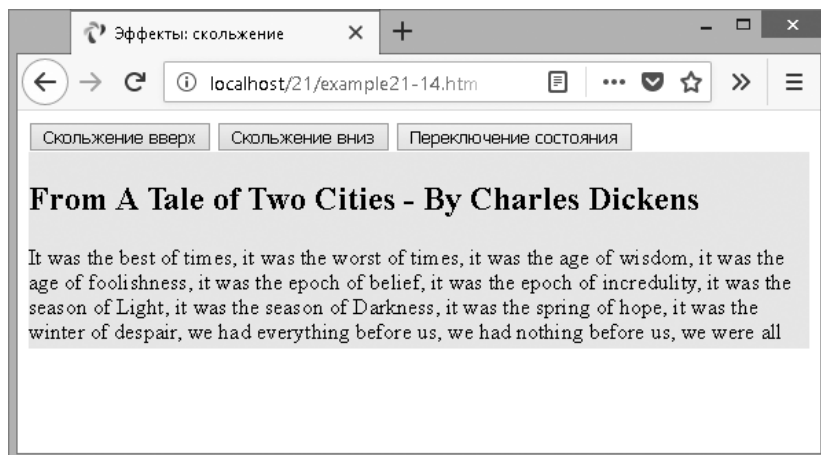 Эффекты: скольжение
localhost/21/example21-14.htm
Скольжение вверх Скольжение вниз Переключение состояния
From A Tale of Two Cities - By Charles Dickens
It was the best of times, it was the worst of times, it was the age of wisdom, it was the
age of foolishness, it was the epoch of belief, it was the epoch of incredulity, it was the
season of Light, it was the season of Darkness, it was the spring of hope, it was the
winter of despair, we had everything before us, we had nothing before us, we were all